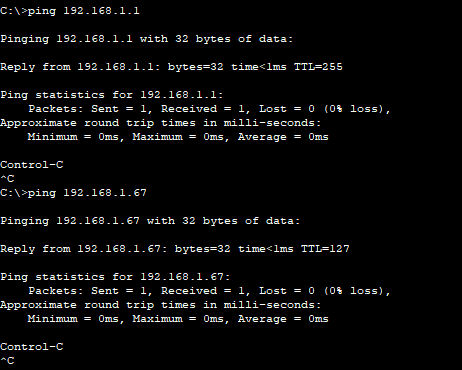 C:\>ping 192.168.1.1
Pinging 192.168.1.1 with 32 bytes of data:
Reply from 192.168.1.1: bytes=32 time<1ms TTL=255
Ping statistics for 192.168.1.1:
    Packets: Sent = 1, Received = 1, Lost = 0 (0% loss),
Approximate round trip times in milli-seconds:
    Minimum = 0ms, Maximum = 0ms, Average = 0ms
Control-C
^C
C:\>ping 192.168.1.67
Pinging 192.168.1.67 with 32 bytes of data:
Reply from 192.168.1.67: bytes=32 time<1ms TTL=127
Ping statistics for 192.168.1.67:
    Packets: Sent = 1, Received = 1, Lost = 0 (0% loss),
Approximate round trip times in milli-seconds:
    Minimum = 0ms, Maximum = 0ms, Average = 0ms
Control-C
^C